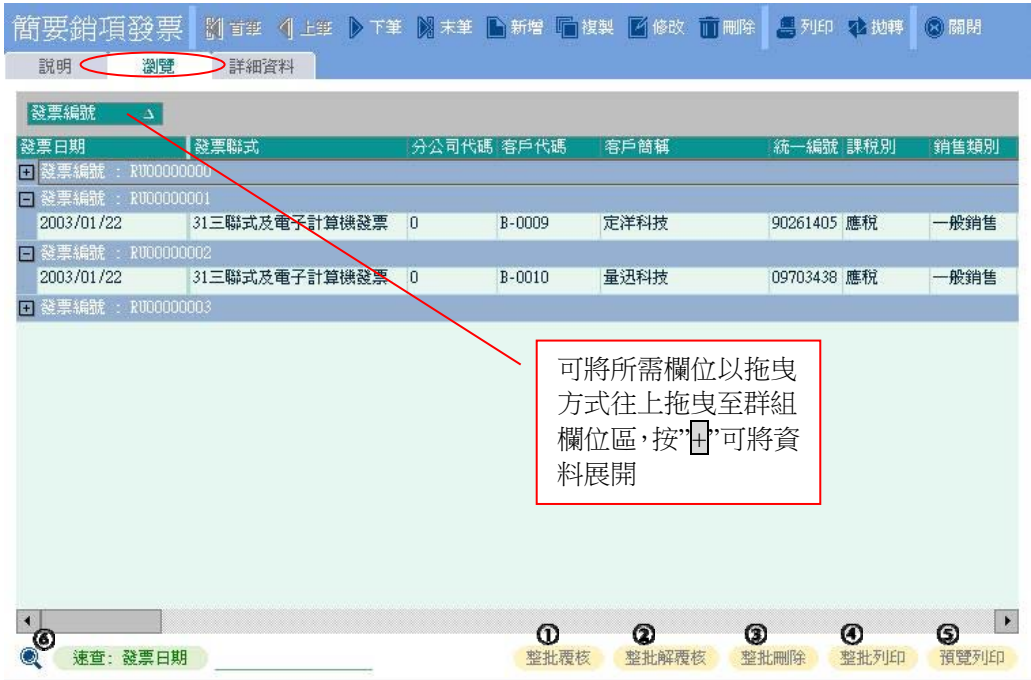 簡要銷項發票 首筆 上筆 下筆 末筆 新增 複製 修改 刪除 列印 拋轉 關閉
說明 瀏覽 詳細資料
發票編號
發票日期 發票聯式 分公司代碼 客戶代碼 客戶簡稱 統一編號 課稅別 銷售類別
+ 發票編號 : RU00000000
- 發票編號 : RU00000001
2003/01/22 31三聯式及電子計算機發票 0 B-0009 定洋科技 90261405 應稅 一般銷售
- 發票編號 : RU00000002
2003/01/22 31三聯式及電子計算機發票 0 B-0010 量迅科技 09703438 應稅 一般銷售
+ 發票編號 : RU00000003
可將所需欄位以拖曳
方式往上拖曳至群組
欄位區，按”+”可將資
料展開
⑥ ① ② ③ ④ ⑤
速查: 發票日期 整批覆核 整批解覆核 整批刪除 整批列印 預覽列印